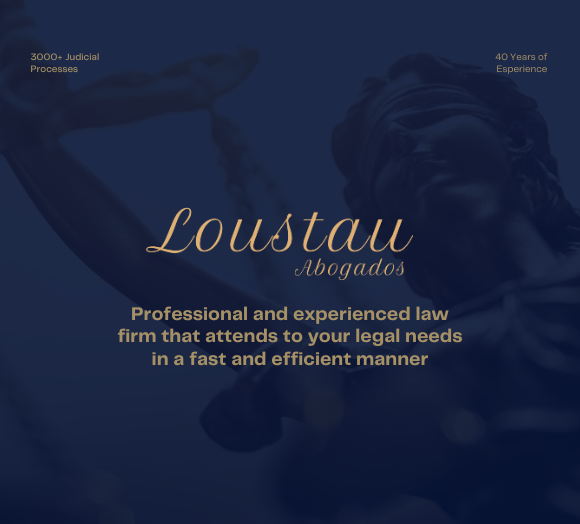 3000+ Judicial
Processes
40 Years of
Esperience
Loustau
Abogados
Professional and experienced law
firm that attends to your legal needs
in a fast and efficient manner